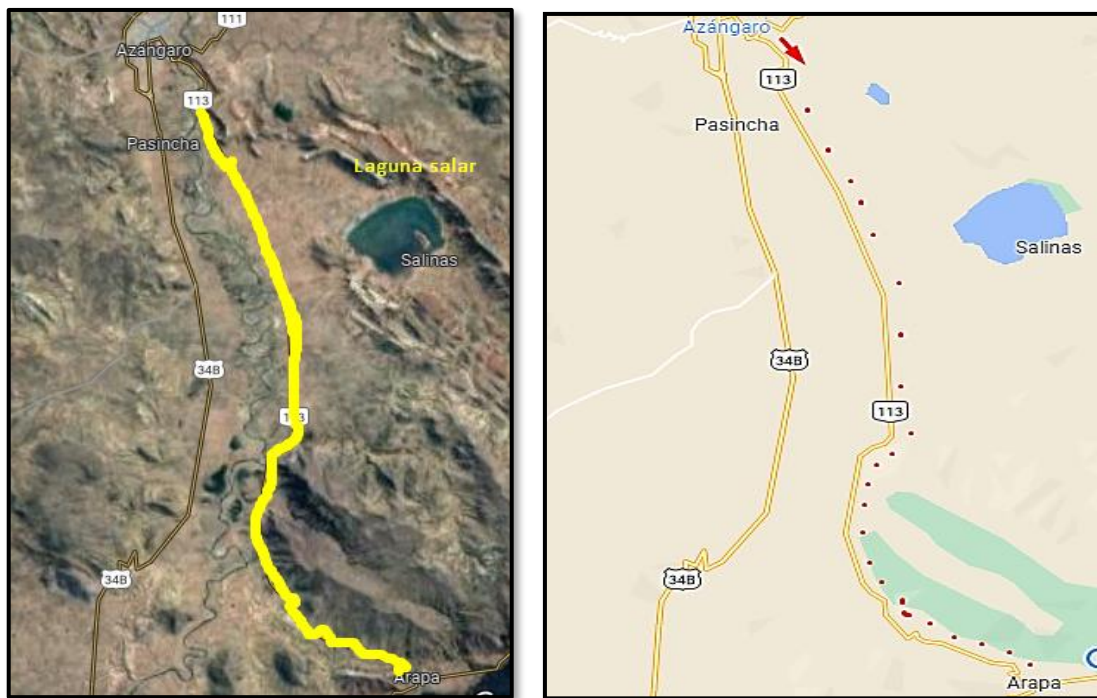 111
Azángaro
113
Pasincha
Laguna salar
Salinas
34B
113
34B
Arapa
Azángaro
113
Pasincha
Salinas
34B
113
34B
Arapa